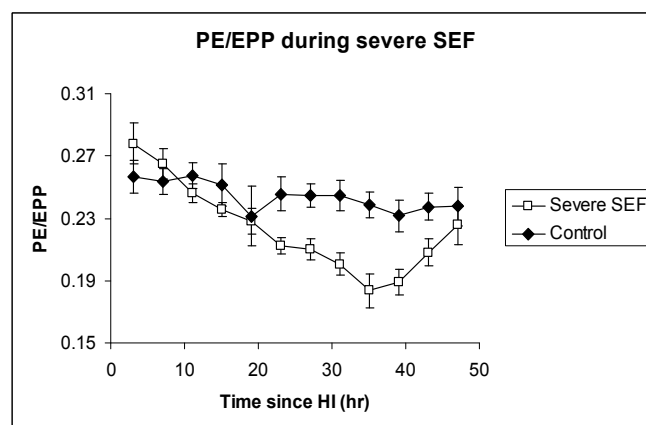 PE/EPP during severe SEF
0.31
0.27
0.23
0.19
0.15
PE/EPP
0 10 20 30 40 50
Time since HI (hr)
Severe SEF
Control